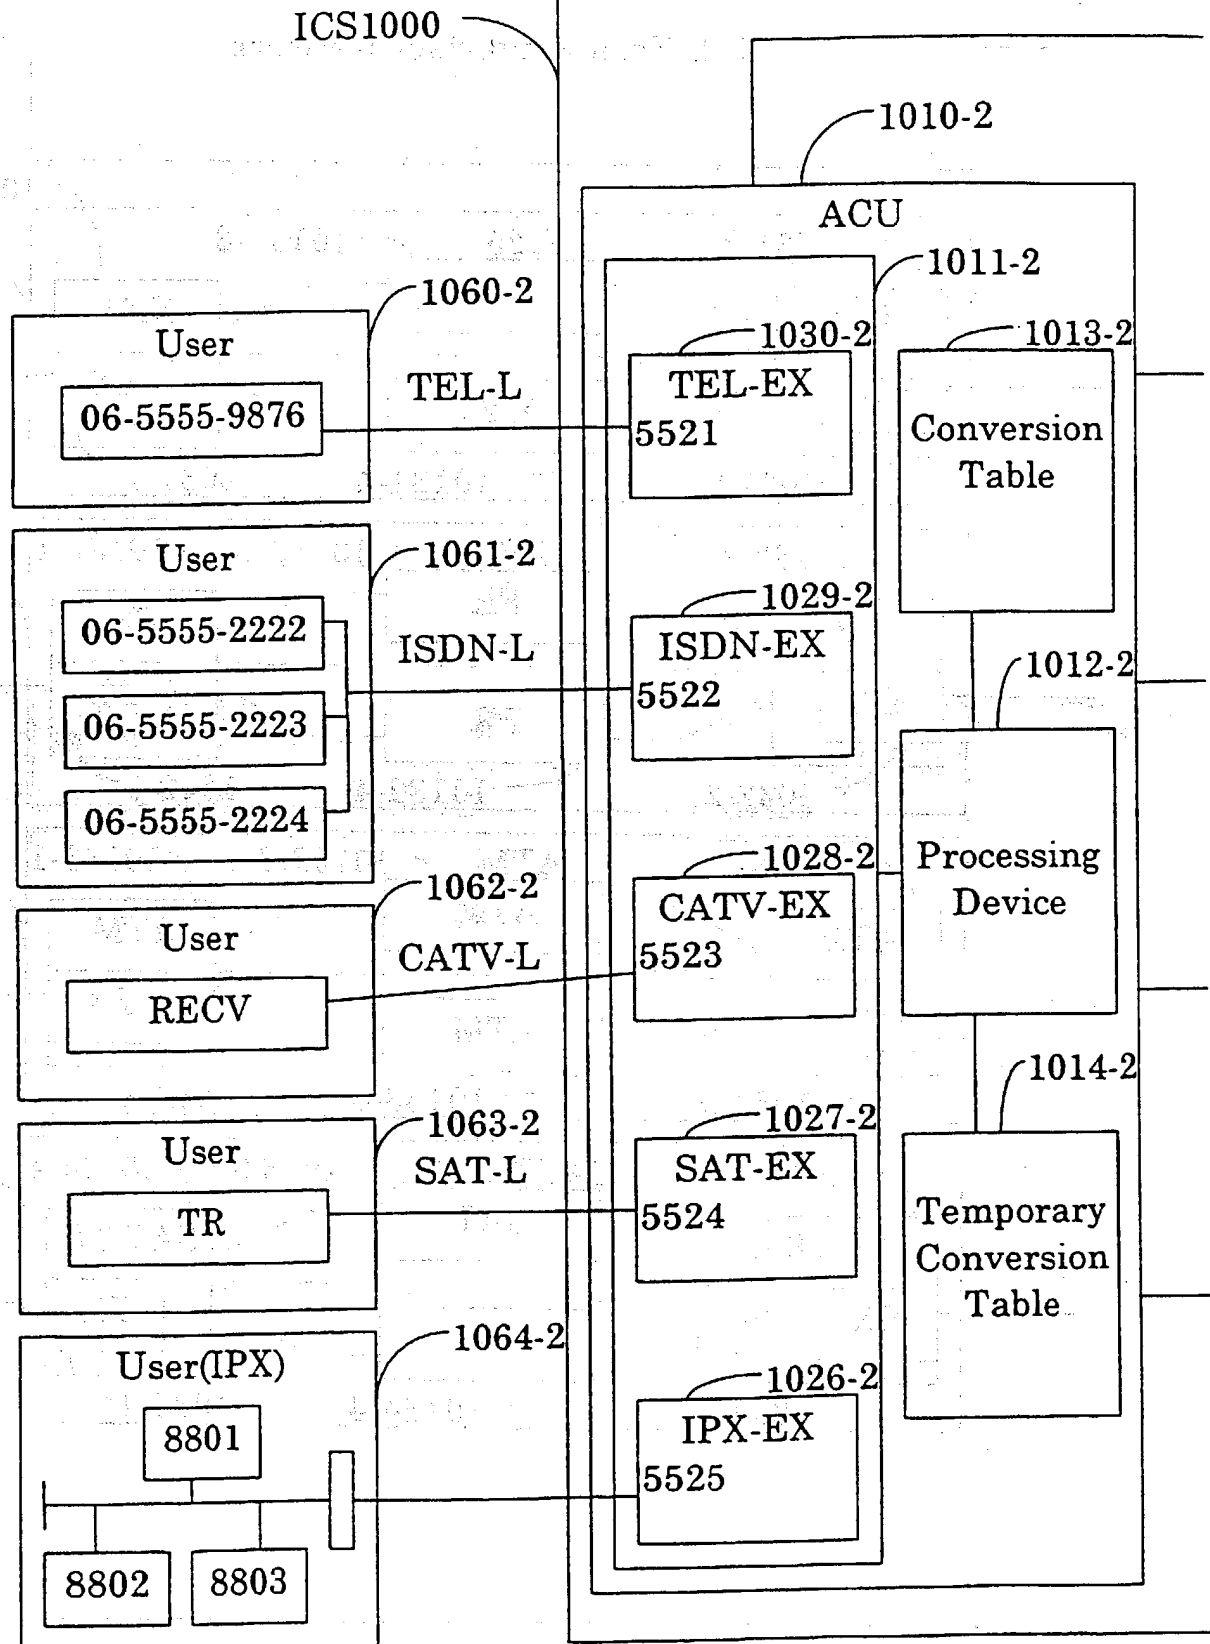 ICS1000
1010-2
ACU
1011-2
1060-2
User
06-5555-9876
TEL-L
1030-2
TEL-EX
5521
1013-2
Conversion
Table
1061-2
User
06-5555-2222
06-5555-2223
06-5555-2224
ISDN-L
1029-2
ISDN-EX
5522
1012-2
Processing
Device
1062-2
User
RECV
CATV-L
1028-2
CATV-EX
5523
1063-2
User
TR
SAT-L
1027-2
SAT-EX
5524
1014-2
Temporary
Conversion
Table
1064-2
User(IPX)
8801
8802
8803
1026-2
IPX-EX
5525